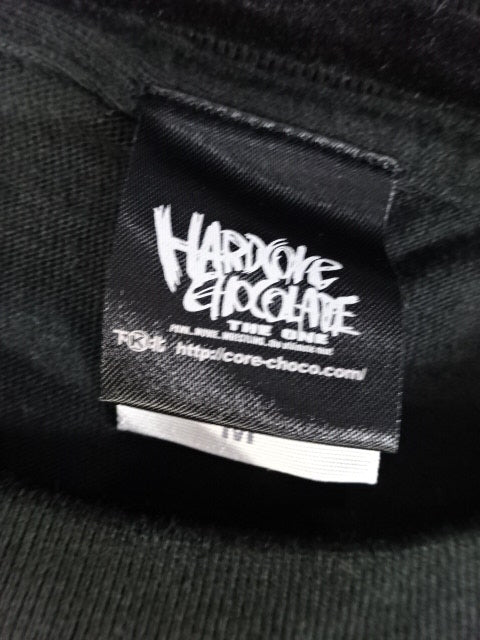 HARDCORE
CHOCOLATE
THE ONE
http://core-choco.com/
M